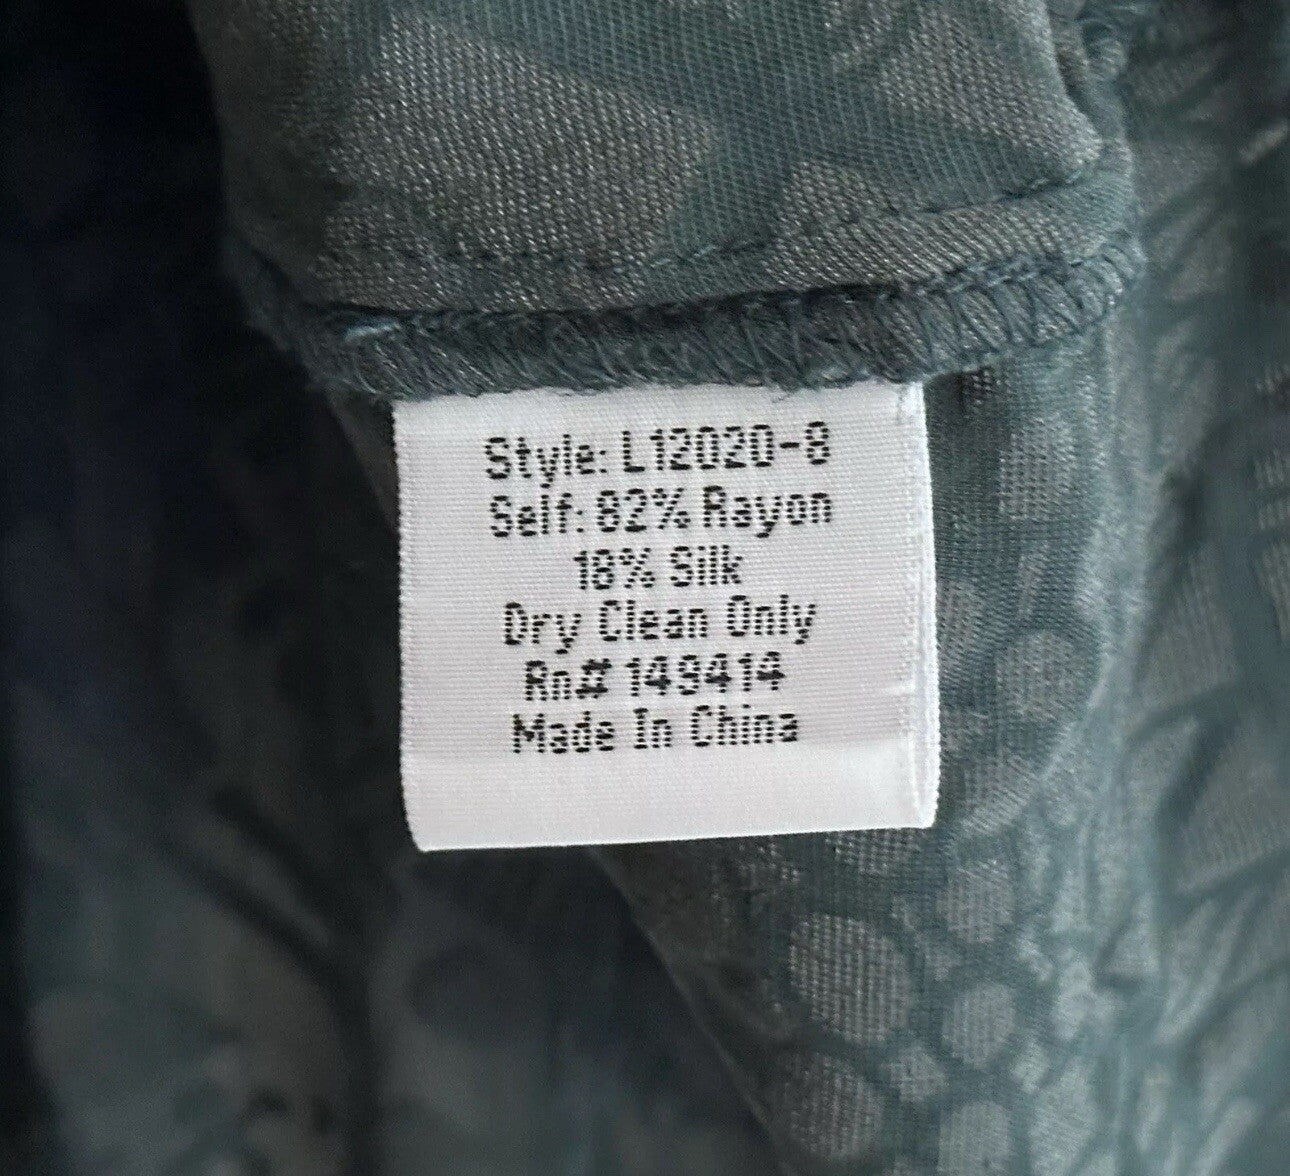 Style: L12020-8
Self: 82% Rayon
18% Silk
Dry Clean Only
Rn# 149414
Made In China